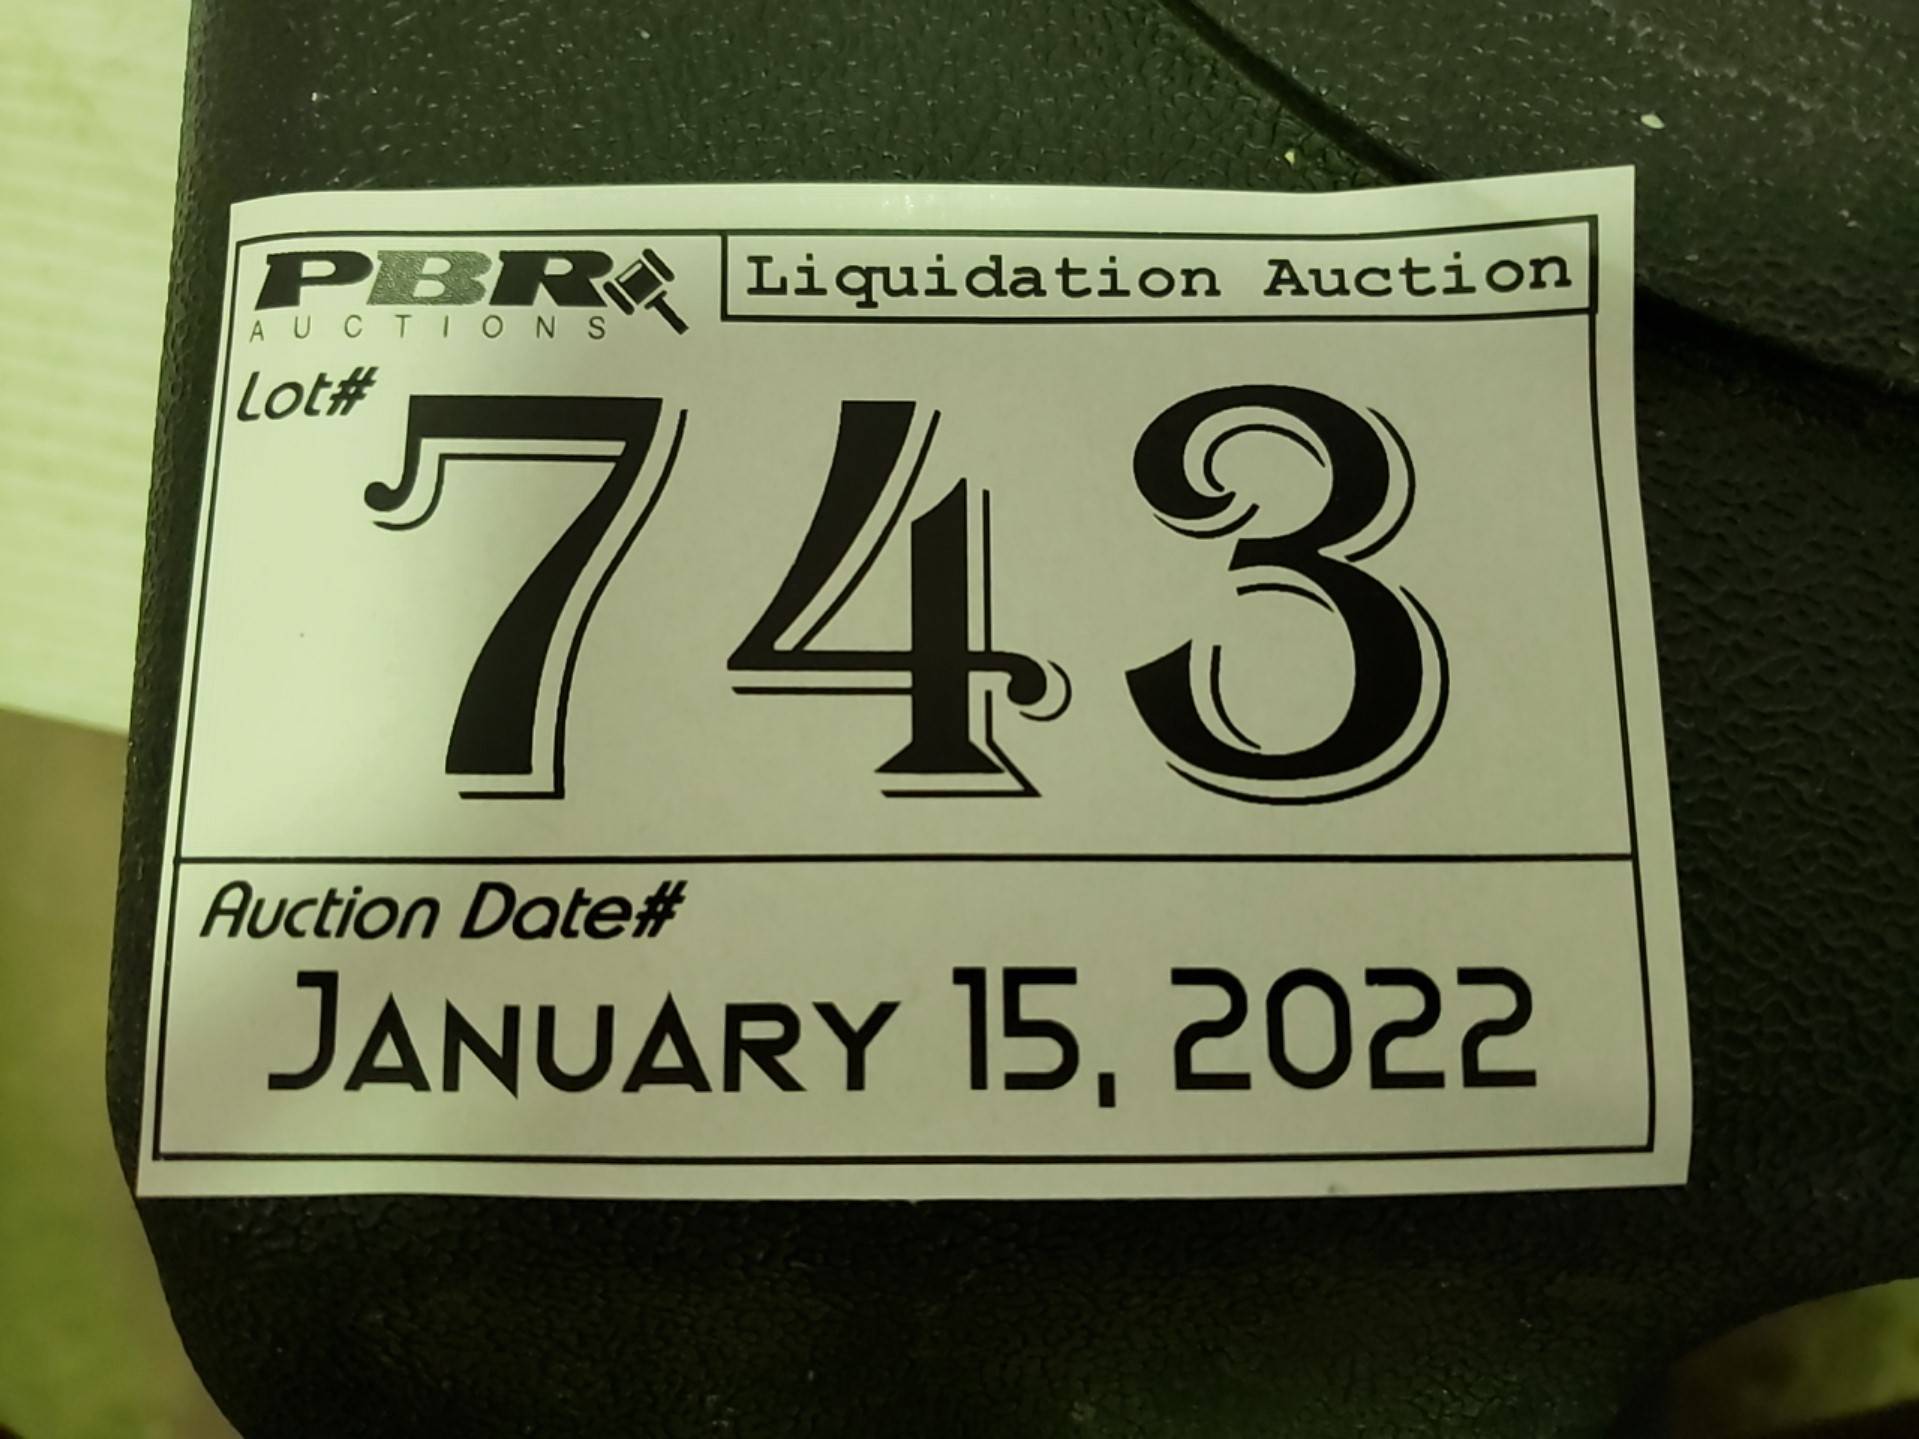 PBR
AUCTIONS
Liquidation Auction
Lot#
743
Auction Date#
JANUARY 15, 2022